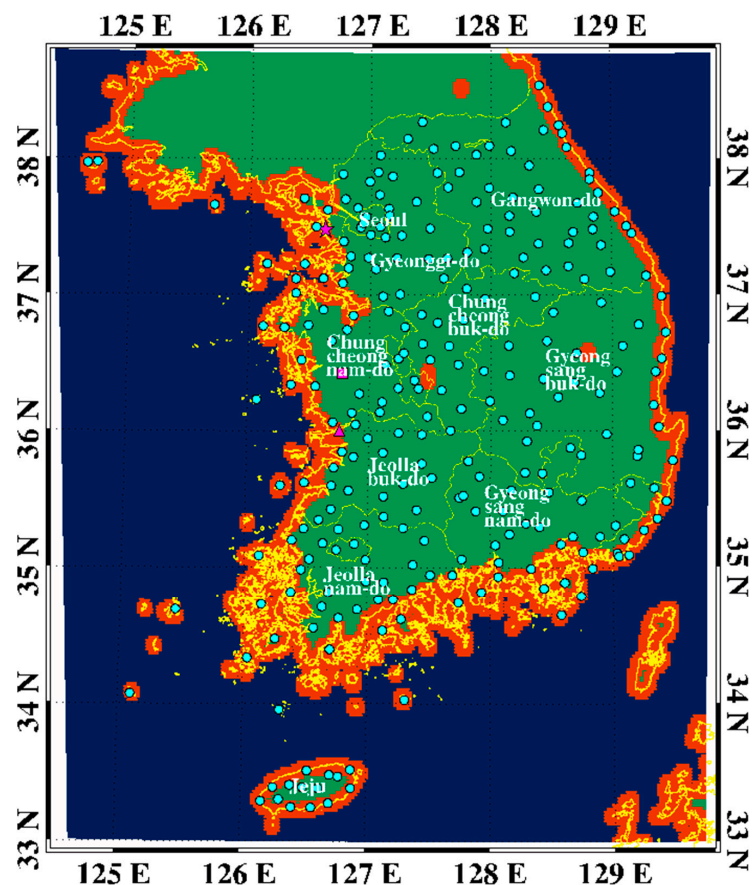 125 E 126 E 127 E 128 E 129 E
38 N 38 N
Gangwon-do
Seoul
Gyeonggi-do
37 N 37 N
Chung
cheong
buk-do
Chung
cheong
nam-do
Gyeong
sang
buk-do
36 N 36 N
Jeolla
buk-do
Gyeong
sang
nam-do
35 N 35 N
Jeolla
nam-do
34 N 34 N
Jeju
33 N 33 N
125 E 126 E 127 E 128 E 129 E